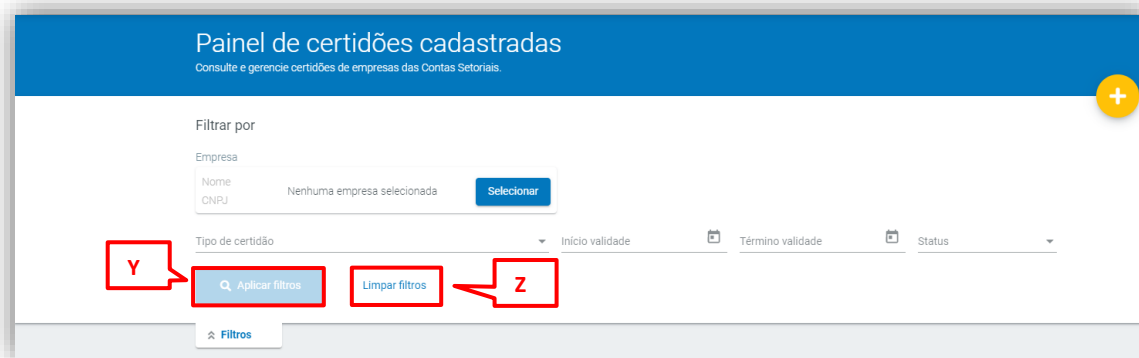 Painel de certidões cadastradas
Consulte e gerencie certidões de empresas das Contas Setoriais.
+
Filtrar por
Empresa
Nome
CNPJ
Nenhuma empresa selecionada
Selecionar
Tipo de certidão
Início validade
Término validade
Status
Y
Aplicar filtros
Limpar filtros
Z
Filtros